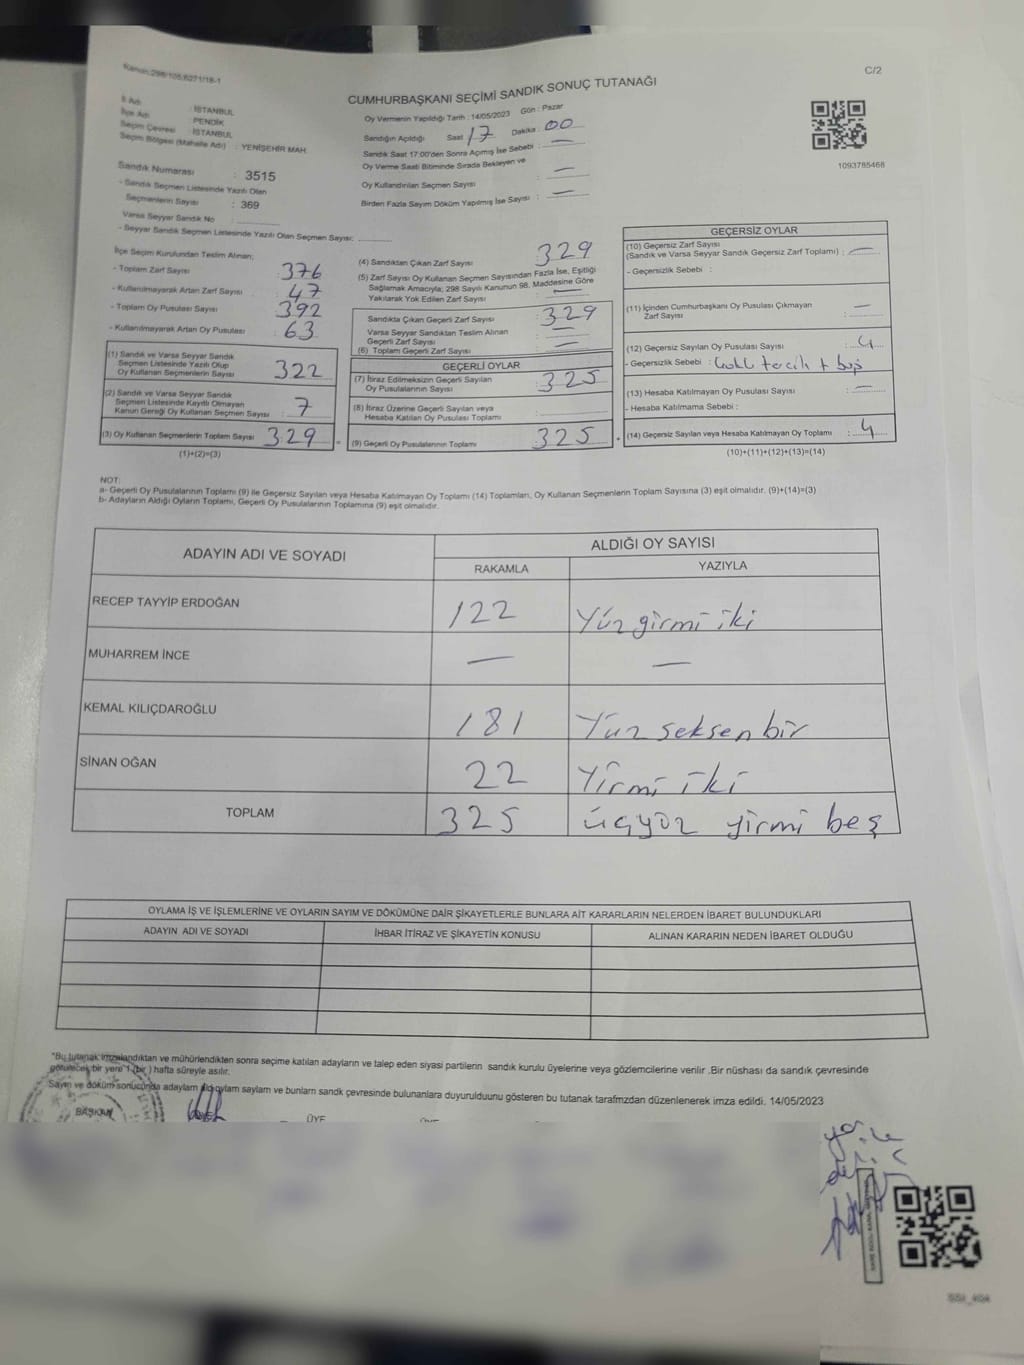 Kanun:298/105,6271/18-1
C/2
CUMHURBAŞKANI SEÇİMİ SANDIK SONUÇ TUTANAĞI
İl Adı : İSTANBUL
İlçe Adı : PENDİK
Seçim Çevresi : İSTANBUL
Seçim Bölgesi (Mahalle Adı) : YENİŞEHİR MAH.
Sandık Numarası : 3515
- Sandık Seçmen Listesinde Yazılı Olan
Seçmenlerin Sayısı : 369
Varsa Seyyar Sandık No :
- Seyyar Sandık Seçmen Listesinde Yazılı Olan Seçmen Sayısı:
Oy Vermenin Yapıldığı Tarih : 14/05/2023 Gün : Pazar
Sandığın Açıldığı Saat 17 Dakika : 00
Sandık Saat 17:00'den Sonra Açımış İse Sebebi : —
Oy Verme Saati Bitiminde Sırada Bekleyen ve
Oy Kullandırılan Seçmen Sayısı : —
Birden Fazla Sayım Döküm Yapılmış İse Sayısı : —
1093785468
İlçe Seçim Kurulundan Teslim Alınan;
- Toplam Zarf Sayısı : 376
- Kullanılmayarak Artan Zarf Sayısı : 47
- Toplam Oy Pusulası Sayısı : 392
- Kullanılmayarak Artan Oy Pusulası : 63
(1) Sandık ve Varsa Seyyar Sandık
Seçmen Listesinde Yazılı Olup
Oy Kullanan Seçmenlerin Sayısı : 322
(2) Sandık ve Varsa Seyyar Sandık
Seçmen Listesinde Kayıtlı Olmayan
Kanun Gereği Oy Kullanan Seçmen Sayısı : 7
(3) Oy Kullanan Seçmenlerin Toplam Sayısı : 329
(1)+(2)=(3)
(4) Sandıktan Çıkan Zarf Sayısı : 329
(5) Zarf Sayısı Oy Kullanan Seçmen Sayısından Fazla İse, Eşitliği
Sağlamak Amacıyla; 298 Sayılı Kanunun 98. Maddesine Göre
Yakılarak Yok Edilen Zarf Sayısı : —
Sandıkta Çıkan Geçerli Zarf Sayısı : 329
Varsa Seyyar Sandıktan Teslim Alınan
Geçerli Zarf Sayısı : —
(6) Toplam Geçerli Zarf Sayısı : —
GEÇERLİ OYLAR
(7) İtiraz Edilmeksizin Geçerli Sayılan
Oy Pusulalarının Sayısı : 325
(8) İtiraz Üzerine Geçerli Sayılan veya
Hesaba Katılan Oy Pusulası Toplamı :
(9) Geçerli Oy Pusulalarının Toplamı : 325
GEÇERSİZ OYLAR
(10) Geçersiz Zarf Sayısı
(Sandık ve Varsa Seyyar Sandık Geçersiz Zarf Toplamı) : —
- Geçersizlik Sebebi :
(11) İçinden Cumhurbaşkanı Oy Pusulası Çıkmayan
Zarf Sayısı : —
(12) Geçersiz Sayılan Oy Pusulası Sayısı : 4
- Geçersizlik Sebebi : tercih + boş
(13) Hesaba Katılmayan Oy Pusulası Sayısı : —
- Hesaba Katılmama Sebebi :
(14) Geçersiz Sayılan veya Hesaba Katılmayan Oy Toplamı : 4
(10)+(11)+(12)+(13)=(14)
NOT:
a- Geçerli Oy Pusulalarının Toplamı (9) ile Geçersiz Sayılan veya Hesaba Katılmayan Oy Toplamı (14) Toplamları, Oy Kullanan Seçmenlerin Toplam Sayısına (3) eşit olmalıdır. (9)+(14)=(3)
b- Adayların Aldığı Oyların Toplamı, Geçerli Oy Pusulalarının Toplamına (9) eşit olmalıdır.
ADAYIN ADI VE SOYADI
ALDIĞI OY SAYISI
RAKAMLA YAZIYLA
RECEP TAYYİP ERDOĞAN 122 Yüzyirmi iki
MUHARREM İNCE — —
KEMAL KILIÇDAROĞLU 181 Yüz seksen bir
SİNAN OĞAN 22 Yirmi iki
TOPLAM 325 üçyüz yirmi beş
OYLAMA İŞ VE İŞLEMLERİNE VE OYLARIN SAYIM VE DÖKÜMÜNE DAİR ŞİKAYETLERLE BUNLARA AİT KARARLARIN NELERDEN İBARET BULUNDUKLARI
ADAYIN ADI VE SOYADI İHBAR İTİRAZ VE ŞİKAYETİN KONUSU ALINAN KARARIN NEDEN İBARET OLDUĞU
*Bu tutanak imzalandıktan ve mühürlendikten sonra seçime katılan adayların ve talep eden siyasi partilerin sandık kurulu üyelerine veya gözlemcilerine verilir .Bir nüshası da sandık çevresinde
görülecek bir yere 1 (bir ) hafta süreyle asılır.
Sayım ve döküm sonucunda adayların saylam ve bunlarn sandk çevresinde bulunanlara duyurulduunu gösteren bu tutanak tarafmzdan düzenlenerek imza edildi. 14/05/2023
BAŞKAN ÜYE ÜYE ÜYE